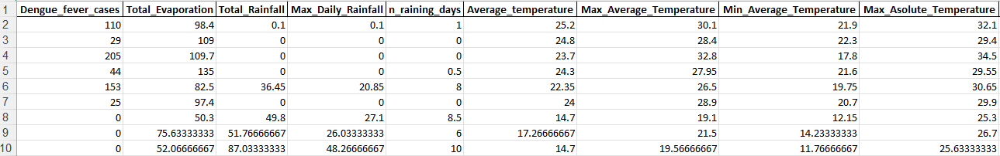 1 Dengue_fever_cases Total_Evaporation Total_Rainfall Max_Daily_Rainfall n_raining_days Average_temperature Max_Average_Temperature Min_Average_Temperature Max_Asolute_Temperature
2 110 98.4 0.1 0.1 1 25.2 30.1 21.9 32.1
3 29 109 0 0 0 24.8 28.4 22.3 29.4
4 205 109.7 0 0 0 23.7 32.8 17.8 34.5
5 44 135 0 0 0.5 24.3 27.95 21.6 29.55
6 153 82.5 36.45 20.85 8 22.35 26.5 19.75 30.65
7 25 97.4 0 0 0 24 28.9 20.7 29.9
8 0 50.3 49.8 27.1 8.5 14.7 19.1 12.15 25.3
9 0 75.63333333 51.76666667 26.03333333 6 17.26666667 21.5 14.23333333 26.7
10 0 52.06666667 87.03333333 48.26666667 10 14.7 19.56666667 11.76666667 25.63333333